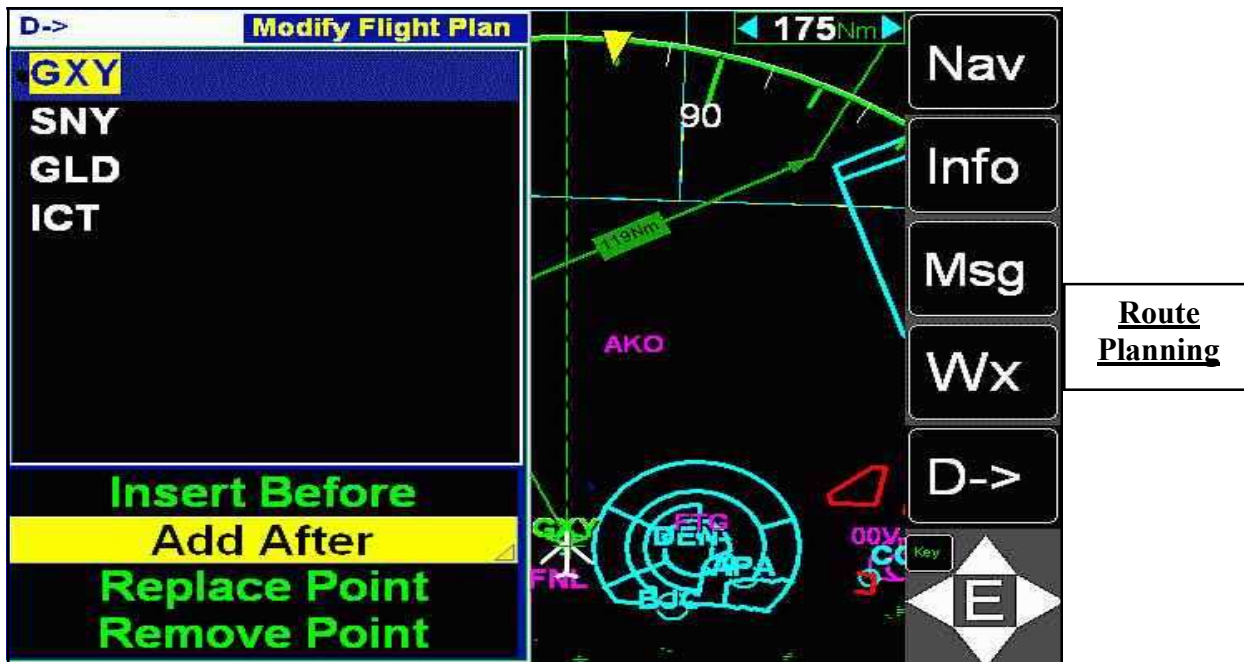 D->
Modify Flight Plan
GXY
SNY
GLD
ICT
Insert Before
Add After
Replace Point
Remove Point
175Nm
90
119Nm
AKO
GXY
FTG
DEN
APA
FNL
BJC
00V
Nav
Info
Msg
Wx
D->
Key
E
Route
Planning